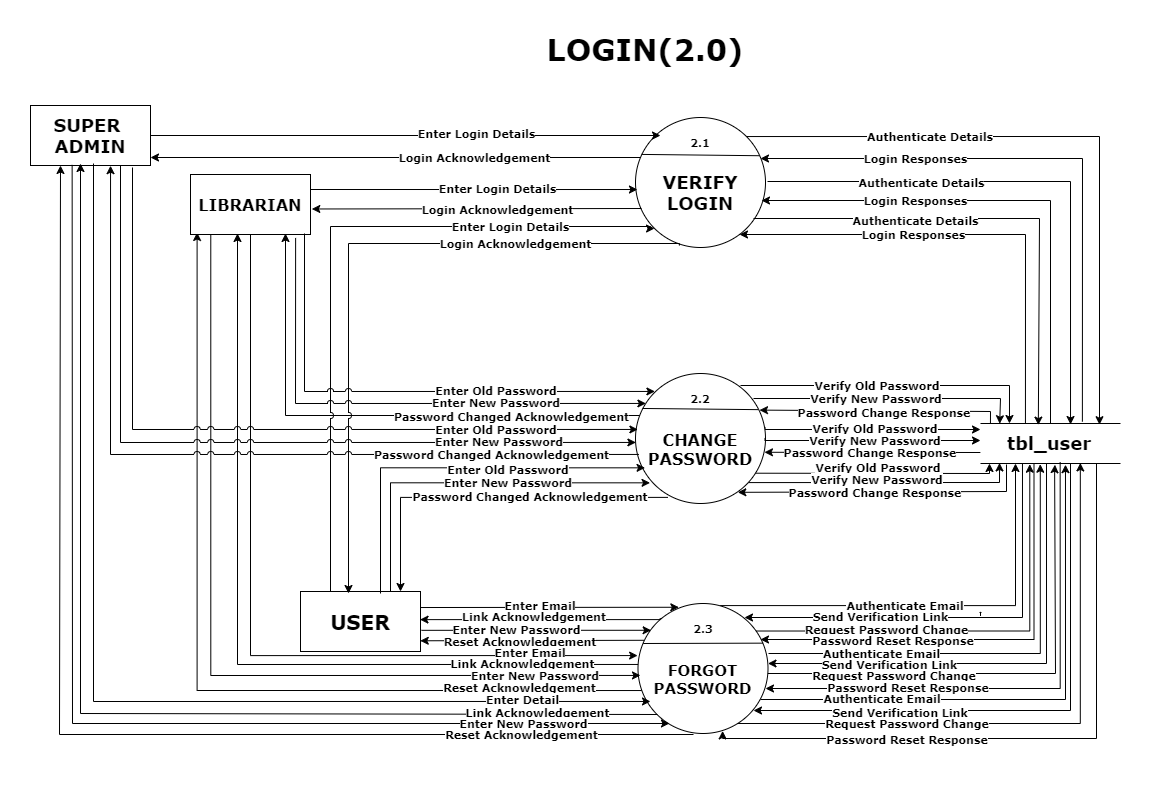 LOGIN(2.0)
SUPER
ADMIN
Enter Login Details
Login Acknowledgement
LIBRARIAN
Enter Login Details
Login Acknowledgement
Enter Login Details
Login Acknowledgement
2.1
VERIFY
LOGIN
Authenticate Details
Login Responses
Authenticate Details
Login Responses
Authenticate Details
Login Responses
Enter Old Password
Enter New Password
Password Changed Acknowledgement
Enter Old Password
Enter New Password
Password Changed Acknowledgement
Enter Old Password
Enter New Password
Password Changed Acknowledgement
2.2
CHANGE
PASSWORD
Verify Old Password
Verify New Password
Password Change Response
Verify Old Password
Verify New Password
Password Change Response
Verify Old Password
Verify New Password
Password Change Response
tbl_user
USER
Enter Email
Link Acknowledgement
Enter New Password
Reset Acknowledgement
Enter Email
Link Acknowledgement
Enter New Password
Reset Acknowledgement
Enter Detail
Link Acknowledgement
Enter New Password
Reset Acknowledgement
2.3
FORGOT
PASSWORD
Authenticate Email
Send Verification Link
Request Password Change
Password Reset Response
Authenticate Email
Send Verification Link
Request Password Change
Password Reset Response
Authenticate Email
Send Verification Link
Request Password Change
Password Reset Response